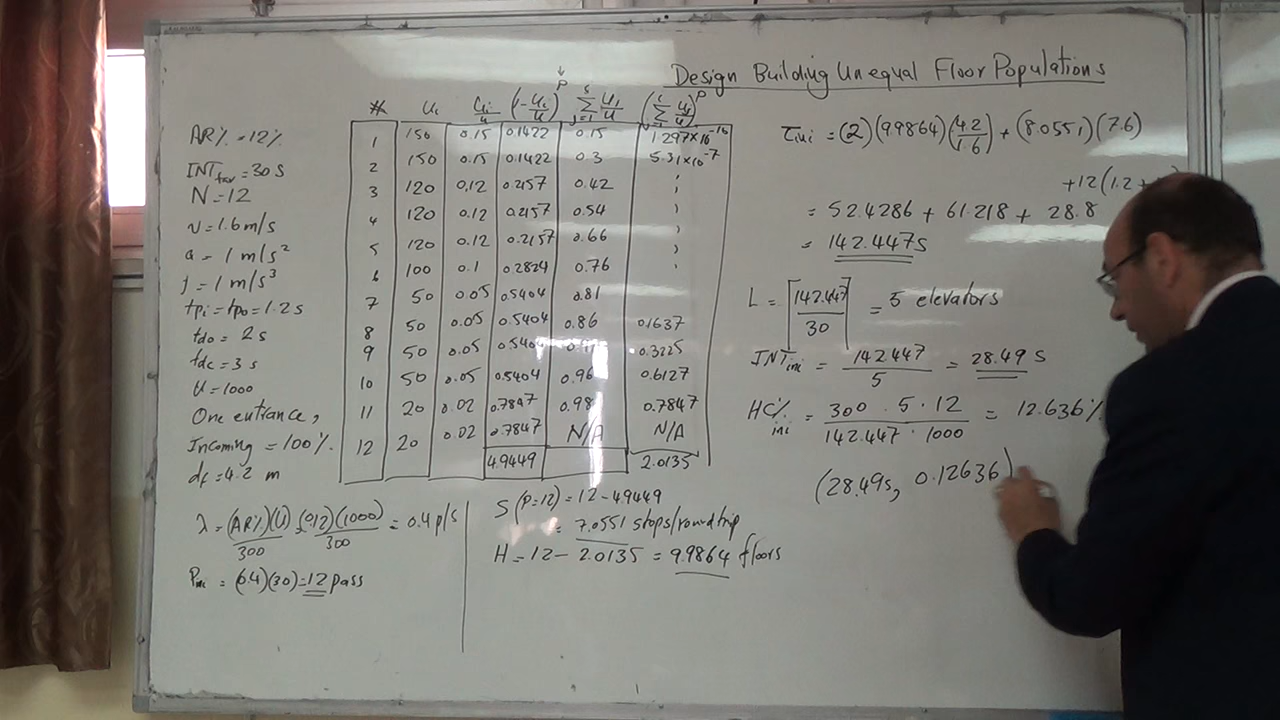 Design Building Unequal Floor Populations
AR% = 12%
INTtar = 30 s
N = 12
v = 1.6 m/s
a = 1 m/s²
j = 1 m/s³
tpi = tpo = 1.2 s
tdo = 2 s
tdc = 3 s
U = 1000
One entrance,
Incoming = 100%.
df = 4.2 m
λ = (AR%)(U)/300 = (0.12)(1000)/300 = 0.4 p/s
= (0.4)(30) = 12 pass
# Ui Ui/U (1-Ui/U)^P Σ Uj/U (Σ Uj/U)^P
1 150 0.15 0.1422 0.15 1.297×10^-10
2 150 0.15 0.1422 0.3 5.31×10^-7
3 120 0.12 0.2157 0.42 ,
4 120 0.12 0.2157 0.54 ,
5 120 0.12 0.2157 0.66 ,
6 100 0.1 0.2824 0.76 ,
7 50 0.05 0.5404 0.81
8 50 0.05 0.5404 0.86 0.1637
9 50 0.05 0.5404 0.3225
10 50 0.05 0.5404 0.96 0.6127
11 20 0.02 0.7847 0.98 0.7847
12 20 0.02 0.7847 N/A N/A
4.9449 2.0135
S(P=12) = 12 - 4.9449
= 7.0551 stops/round trip
H = 12 - 2.0135 = 9.9864 floors
= (2)(9.9864)(4.2/1.6) + (8.0551)(7.6)
+12(1.2+
= 52.4286 + 61.218 + 28.8
= 142.447 s
L = ⌈142.447/30⌉ = 5 elevators
INTini = 142.447/5 = 28.49 s
HC%ini = 300 . 5 . 12/142.447 . 1000 = 12.636%
(28.49s, 0.12636)